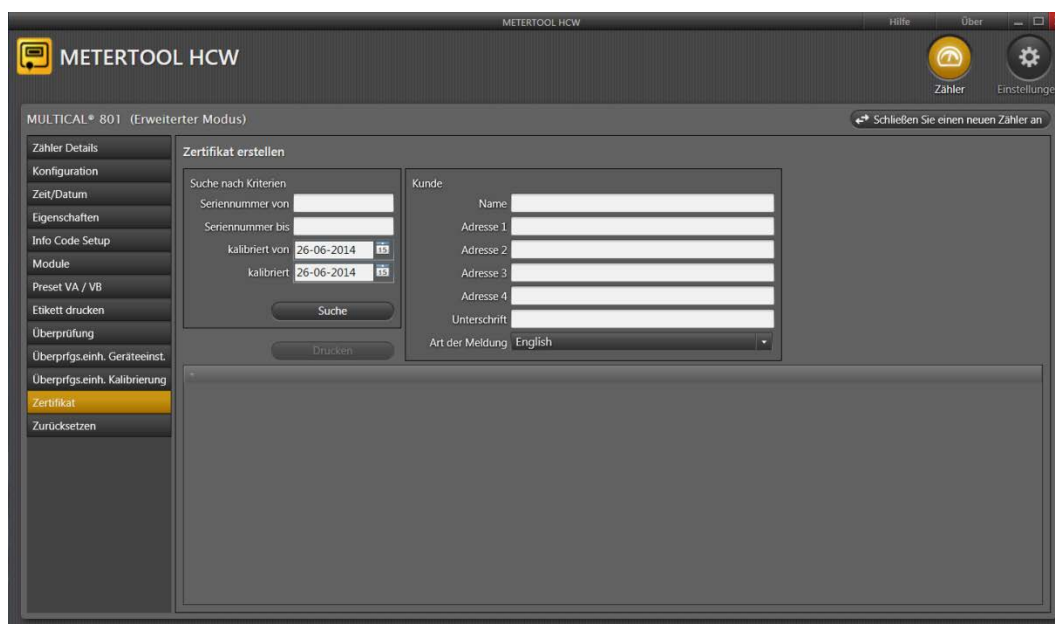 METERTOOL HCW
Hilfe
Über
METERTOOL HCW
Zähler
Einstellunge
MULTICAL® 801 (Erweiterter Modus)
Schließen Sie einen neuen Zähler an
Zähler Details
Konfiguration
Zeit/Datum
Eigenschaften
Info Code Setup
Module
Preset VA / VB
Etikett drucken
Überprüfung
Überprfgs.einh. Geräteeinst.
Überprfgs.einh. Kalibrierung
Zertifikat
Zurücksetzen
Zertifikat erstellen
Suche nach Kriterien
Seriennummer von
Seriennummer bis
kalibriert von 26-06-2014 15
kalibriert 26-06-2014 15
Suche
Drucken
Kunde
Name
Adresse 1
Adresse 2
Adresse 3
Adresse 4
Unterschrift
Art der Meldung English